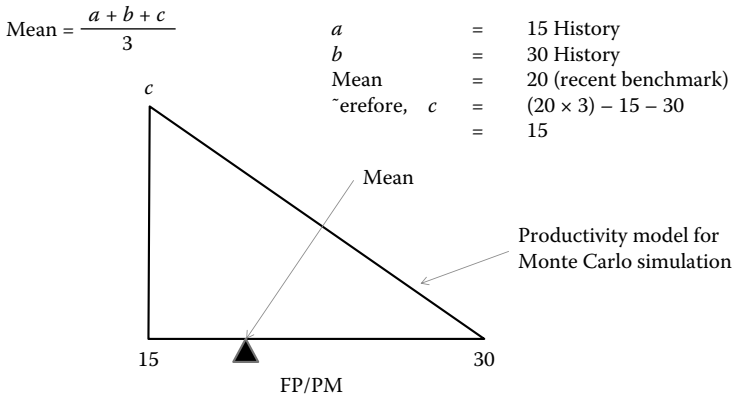 Mean = a + b + c / 3
a = 15 History
b = 30 History
Mean = 20 (recent benchmark)
˜erefore, c = (20 × 3) – 15 – 30
= 15
c
Mean
Productivity model for
Monte Carlo simulation
15
30
FP/PM